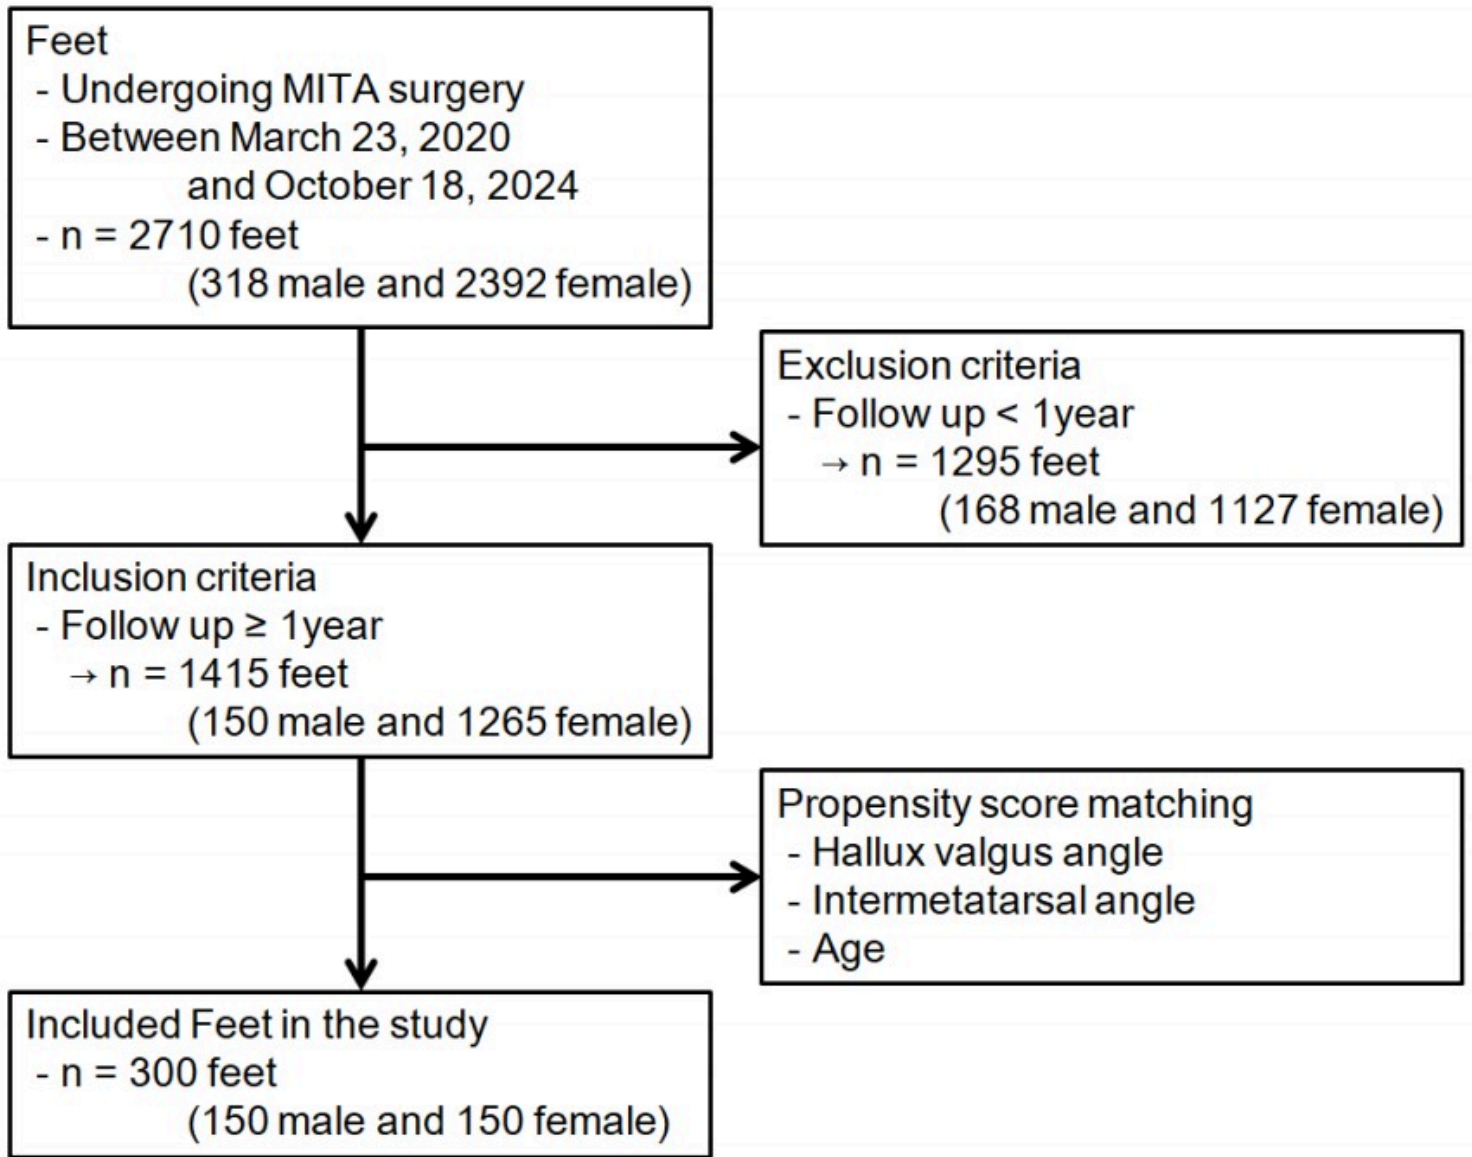 Feet
- Undergoing MITA surgery
- Between March 23, 2020
and October 18, 2024
- n = 2710 feet
(318 male and 2392 female)
Exclusion criteria
- Follow up < 1year
→ n = 1295 feet
(168 male and 1127 female)
Inclusion criteria
- Follow up ≥ 1year
→ n = 1415 feet
(150 male and 1265 female)
Propensity score matching
- Hallux valgus angle
- Intermetatarsal angle
- Age
Included Feet in the study
- n = 300 feet
(150 male and 150 female)